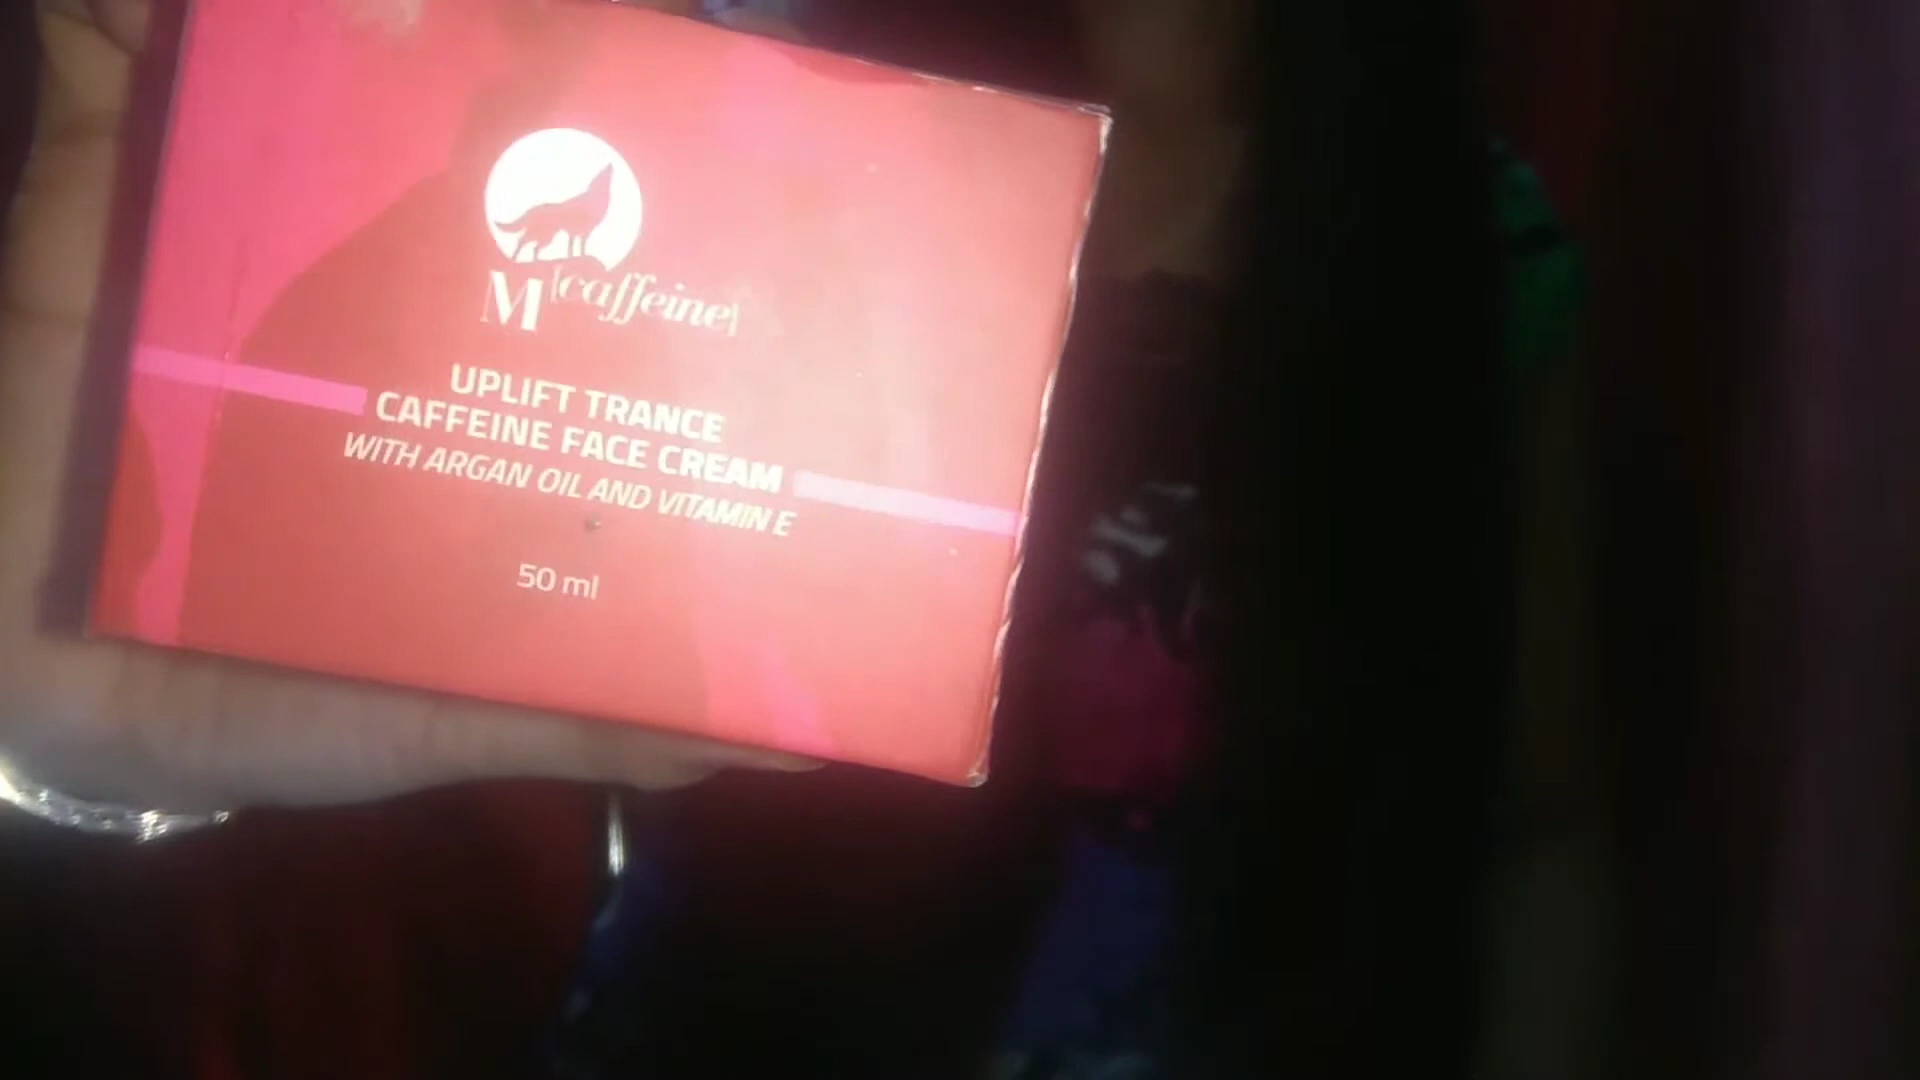 M[caffeine]
UPLIFT TRANCE
CAFFEINE FACE CREAM
WITH ARGAN OIL AND VITAMIN E
50 ml